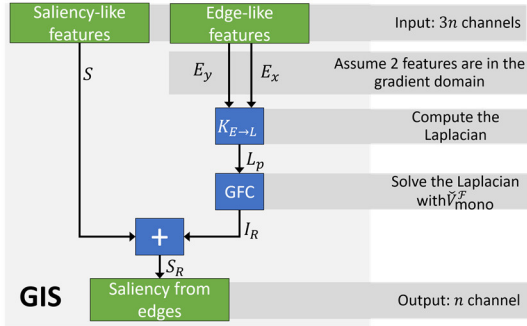 Saliency-like
features
Edge-like
features
Input: 3n channels
S
E_y
E_x
Assume 2 features are in the
gradient domain
K_{E→L}
Compute the
Laplacian
L_p
GFC
Solve the Laplacian
with V̆^ℱ_mono
I_R
+
S_R
GIS
Saliency from
edges
Output: n channel